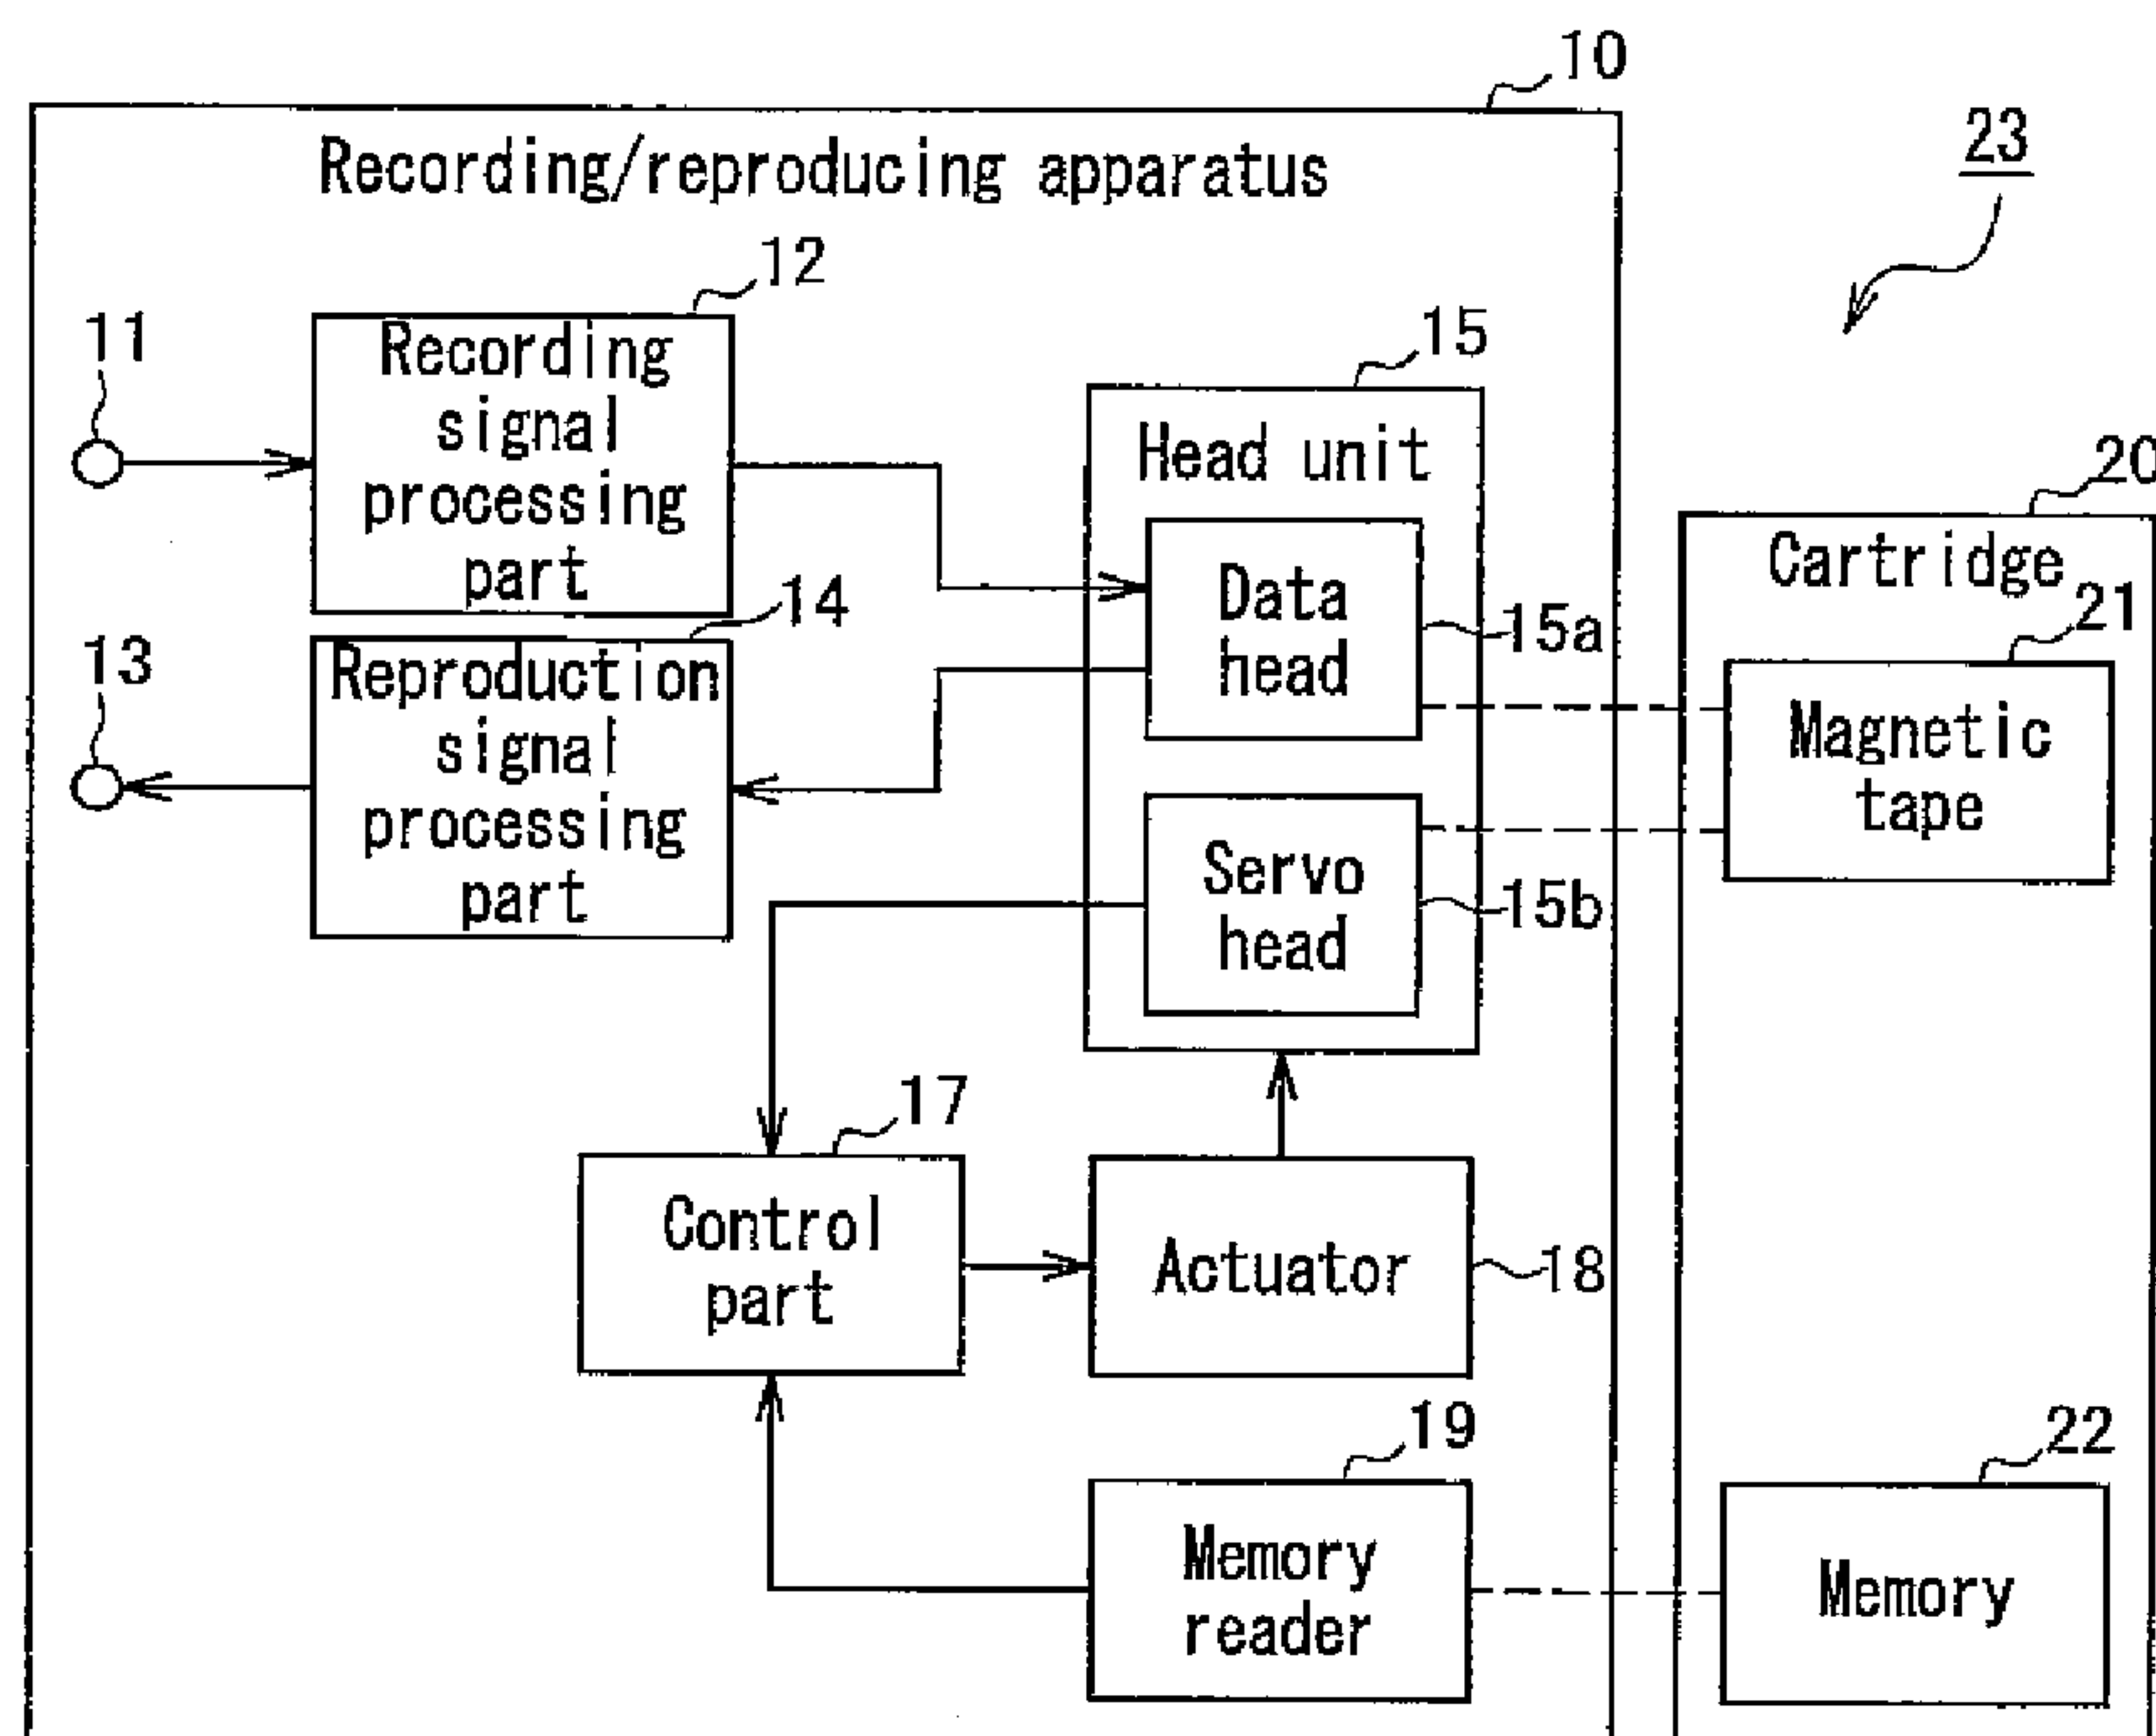 10
Recording/reproducing apparatus
23
12
11
Recording
signal
processing
part
15
Head unit
20
Cartridge
14
Data
head
15a
21
13
Reproduction
signal
processing
part
Magnetic
tape
Servo
head
15b
17
Control
part
Actuator
18
19
22
Memory
reader
Memory